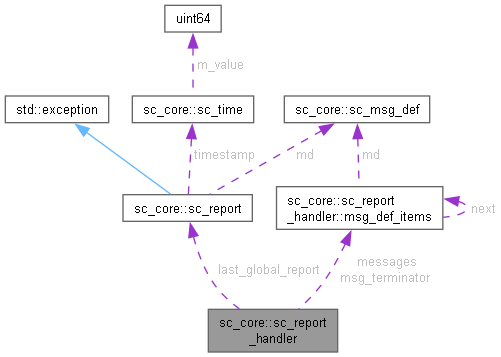 uint64
m_value
std::exception
sc_core::sc_time
sc_core::sc_msg_def
timestamp
md
md
sc_core::sc_report
sc_core::sc_report
_handler::msg_def_items
next
last_global_report
messages
msg_terminator
sc_core::sc_report
_handler